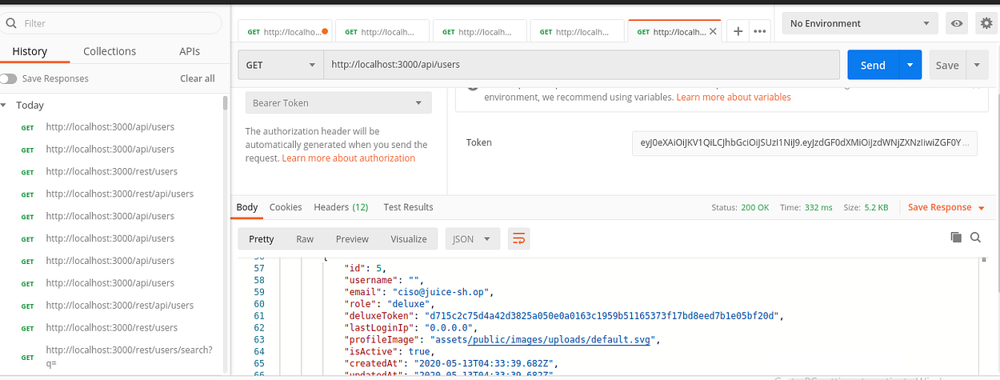 Filter
History Collections APIs
Save Responses Clear all
Today
GET http://localhost:3000/api/users
GET http://localhost:3000/api/users
GET http://localhost:3000/rest/users
GET http://localhost:3000/rest/api/users
GET http://localhost:3000/api/users
GET http://localhost:3000/api/users
GET http://localhost:3000/api/users
GET http://localhost:3000/api/users
GET http://localhost:3000/rest/api/users
GET http://localhost:3000/rest/users
GET http://localhost:3000/rest/users/search?
q=
GET http://localho... GET http://localh... GET http://localh... GET http://localh... GET http://localh...
No Environment
GET http://localhost:3000/api/users Send Save
Bearer Token
The authorization header will be
automatically generated when you send the
request. Learn more about authorization
environment, we recommend using variables. Learn more about variables
Token eyJ0eXAiOiJKV1QiLCJhbGciOiJSUzI1NiJ9.eyJzdGF0dXMiOiJzdWNjZXNzIiwiZGF0Y ...
Body Cookies Headers (12) Test Results Status: 200 OK Time: 332 ms Size: 5.2 KB Save Response
Pretty Raw Preview Visualize JSON
56 {
57 "id": 5,
58 "username": "",
59 "email": "ciso@juice-sh.op",
60 "role": "deluxe",
61 "deluxeToken": "d715c2c75d4a42d3825a050e0a0163c1959b51165373f17bd8eed7b1e05bf20d",
62 "lastLoginIp": "0.0.0.0",
63 "profileImage": "assets/public/images/uploads/default.svg",
64 "isActive": true,
65 "createdAt": "2020-05-13T04:33:39.682Z",
66 "updatedAt": "2020-05-13T04:33:39.682Z"